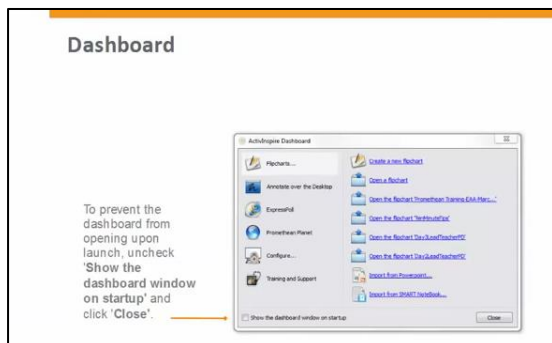 Dashboard
ActivInspire Dashboard
Flipcharts...
Annotate over the Desktop
ExpressPoll
Promethean Planet
Configure...
Training and Support
Create a new flipchart
Open a flipchart
Open the flipchart 'Promethean Training-EAA-Marc...'
Open the flipchart 'TenMinuteTips'
Open the flipchart 'Day2LeadTeacherPD'
Open the flipchart 'Day2LeadTeacherPD'
Import from Powerpoint...
Import from SMART NoteBook...
Show the dashboard window on startup
Close
To prevent the
dashboard from
opening upon
launch, uncheck
'Show the
dashboard window
on startup' and
click 'Close'.